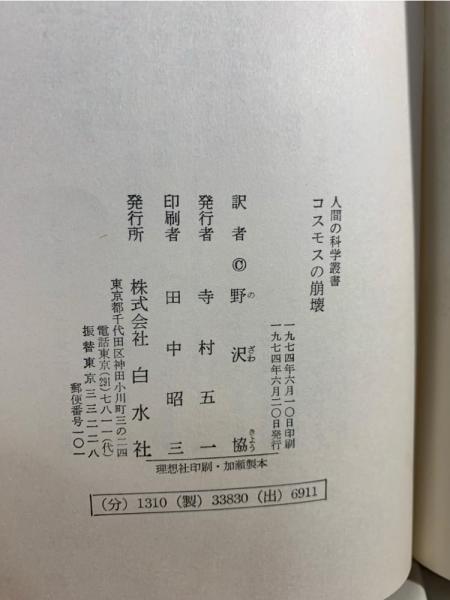 人間の科学叢書
コスモスの崩壊
一九七四年六月一〇日印刷
一九七四年六月二〇日発行
訳者 © 野沢協
の ざわ きょう
発行者 寺村五一
印刷者 田中昭三
発行所 株式会社 白水社
東京都千代田区神田小川町三の二四
電話東京(291)七八一一(代)
振替東京三三二二八
郵便番号一〇一
理想社印刷・加瀬製本
(分) 1310 (製) 33830 (出) 6911